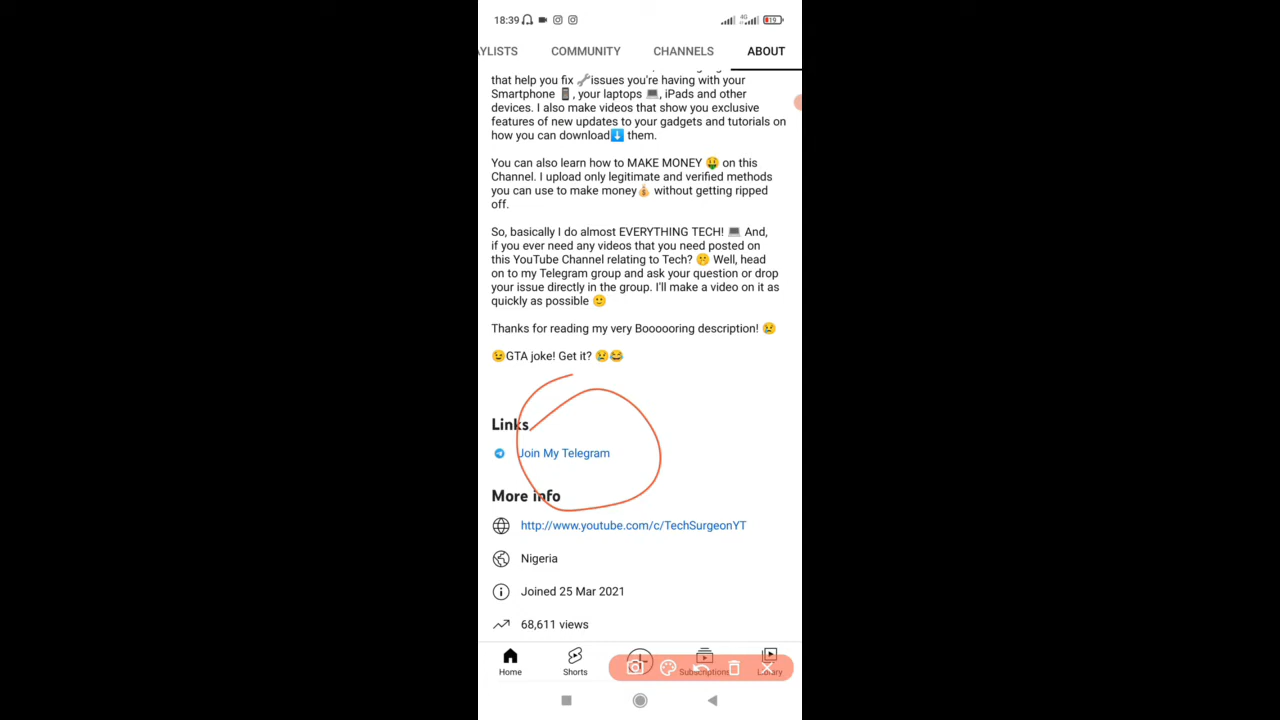 18:39
4G
19
AYLISTS COMMUNITY CHANNELS ABOUT
that help you fix 🔧issues you're having with your
Smartphone 📱, your laptops 💻, iPads and other
devices. I also make videos that show you exclusive
features of new updates to your gadgets and tutorials on
how you can download⬇️ them.
You can also learn how to MAKE MONEY 🤑 on this
Channel. I upload only legitimate and verified methods
you can use to make money💰 without getting ripped
off.
So, basically I do almost EVERYTHING TECH! 💻 And,
if you ever need any videos that you need posted on
this YouTube Channel relating to Tech? 🤫 Well, head
on to my Telegram group and ask your question or drop
your issue directly in the group. I'll make a video on it as
quickly as possible 🙂
Thanks for reading my very Boooooring description! 😢
😉GTA joke! Get it? 😢😂
Links
Join My Telegram
More info
http://www.youtube.com/c/TechSurgeonYT
Nigeria
Joined 25 Mar 2021
68,611 views
Home Shorts Subscriptions Library